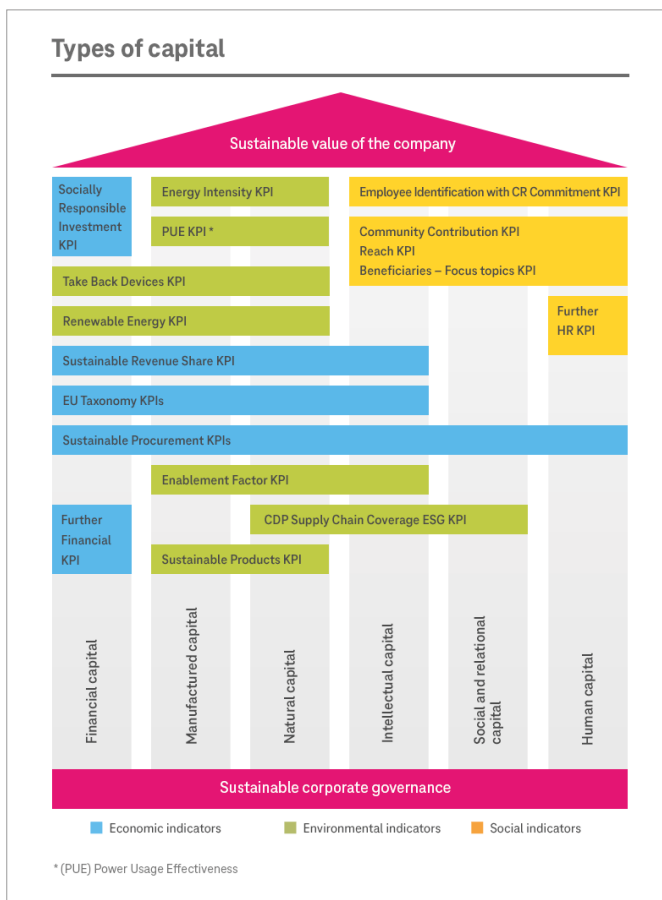 Types of capital
Sustainable value of the company
Socially
Responsible
Investment
KPI
Energy Intensity KPI
Employee Identification with CR Commitment KPI
PUE KPI *
Community Contribution KPI
Reach KPI
Beneficiaries – Focus topics KPI
Take Back Devices KPI
Renewable Energy KPI
Further
HR KPI
Sustainable Revenue Share KPI
EU Taxonomy KPIs
Sustainable Procurement KPIs
Enablement Factor KPI
Further
Financial
KPI
CDP Supply Chain Coverage ESG KPI
Sustainable Products KPI
Financial capital
Manufactured capital
Natural capital
Intellectual capital
Social and relational
capital
Human capital
Sustainable corporate governance
Economic indicators
Environmental indicators
Social indicators
* (PUE) Power Usage Effectiveness